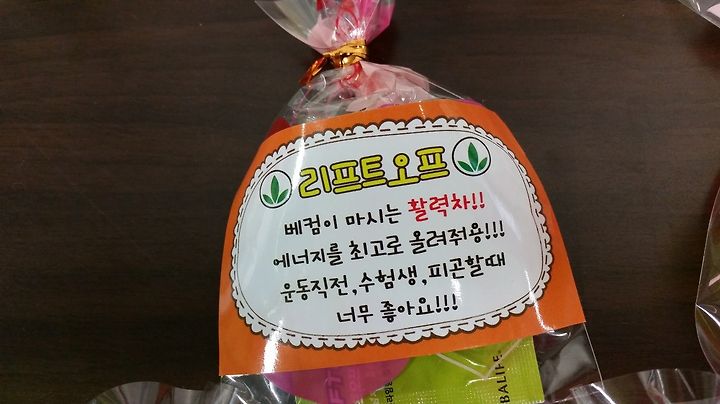 리프트오프
베컴이 마시는 활력차!!
에너지를 최고로 올려줘용!!!
운동직전,수험생,피곤할때
너무 좋아요!!!